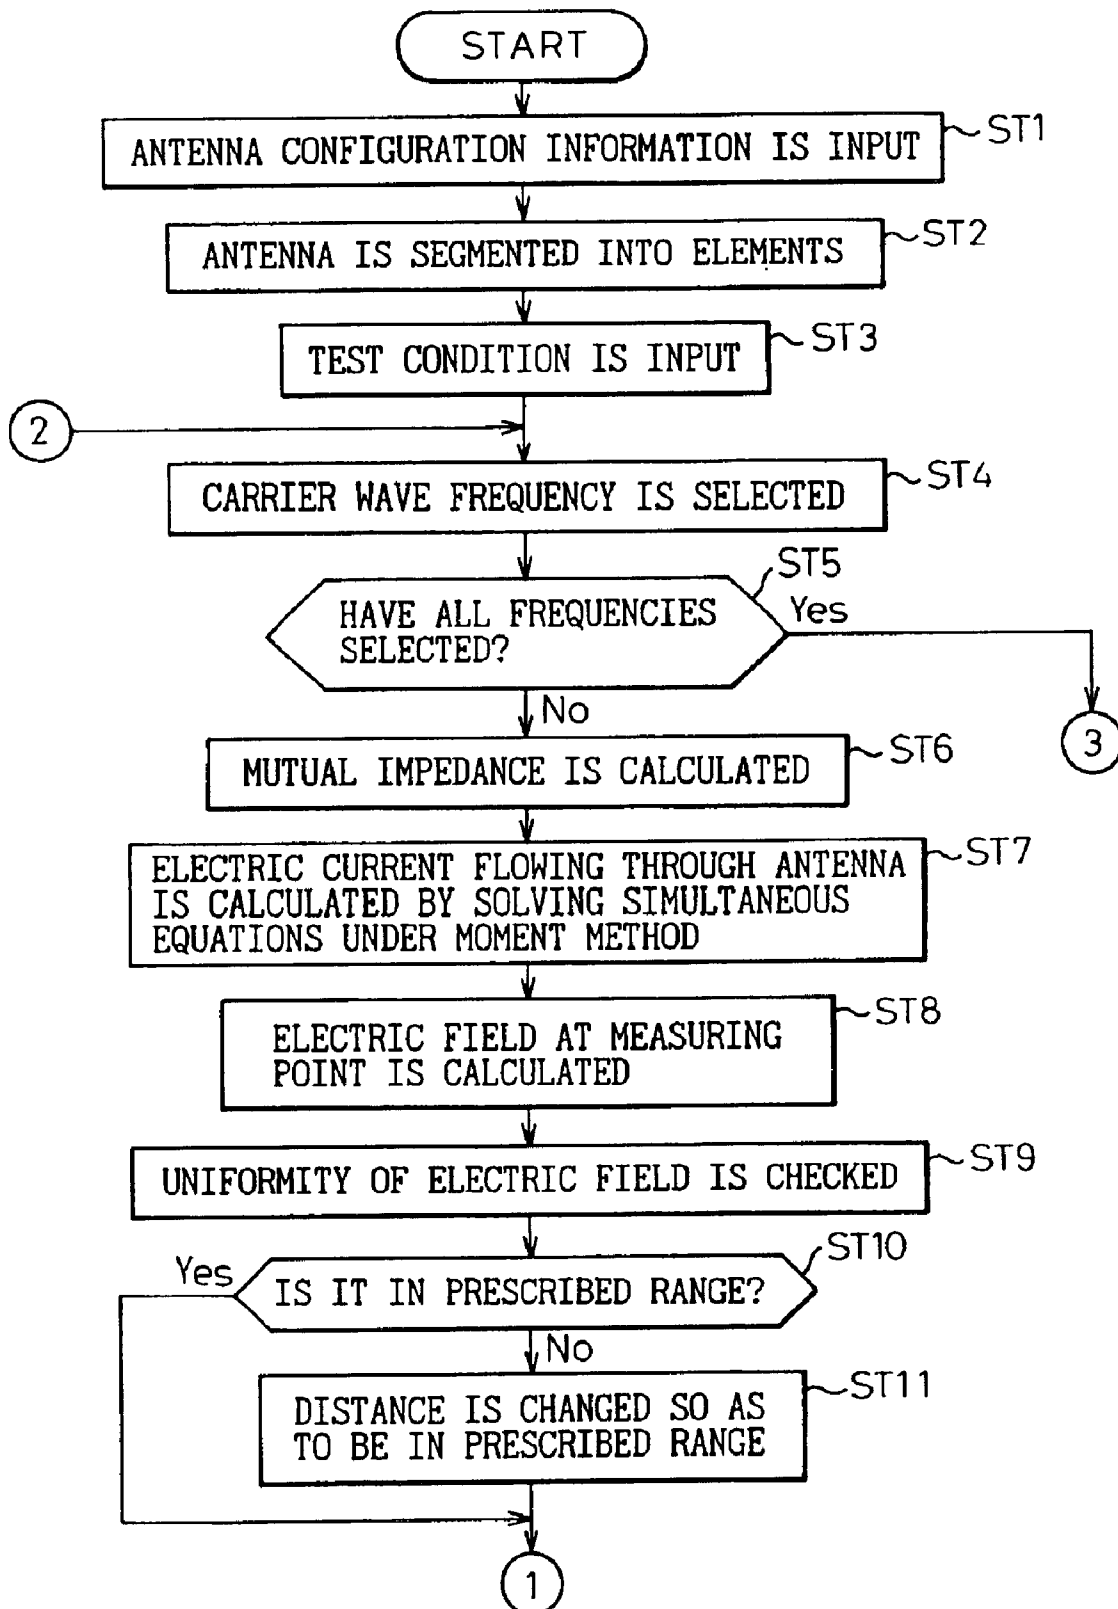 START
ANTENNA CONFIGURATION INFORMATION IS INPUT
ST1
ANTENNA IS SEGMENTED INTO ELEMENTS
ST2
TEST CONDITION IS INPUT
ST3
2
CARRIER WAVE FREQUENCY IS SELECTED
ST4
ST5
HAVE ALL FREQUENCIES
SELECTED?
Yes
No
3
MUTUAL IMPEDANCE IS CALCULATED
ST6
ELECTRIC CURRENT FLOWING THROUGH ANTENNA
IS CALCULATED BY SOLVING SIMULTANEOUS
EQUATIONS UNDER MOMENT METHOD
ST7
ELECTRIC FIELD AT MEASURING
POINT IS CALCULATED
ST8
UNIFORMITY OF ELECTRIC FIELD IS CHECKED
ST9
ST10
Yes
IS IT IN PRESCRIBED RANGE?
No
DISTANCE IS CHANGED SO AS
TO BE IN PRESCRIBED RANGE
ST11
1